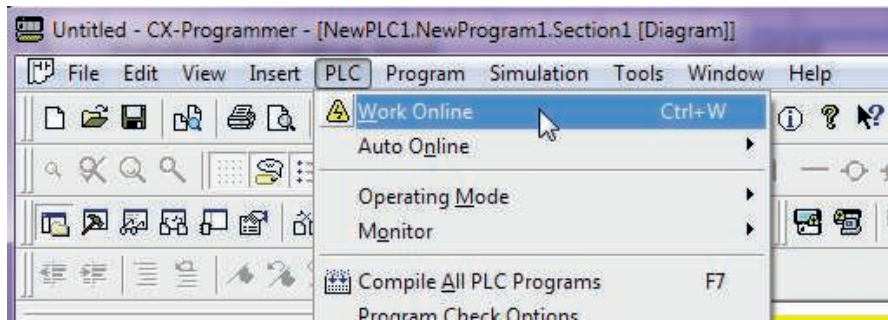 Untitled - CX-Programmer - [NewPLC1.NewProgram1.Section1 [Diagram]]
File Edit View Insert PLC Program Simulation Tools Window Help
Work Online Ctrl+W
Auto Online
Operating Mode
Monitor
Compile All PLC Programs F7
Program Check Options